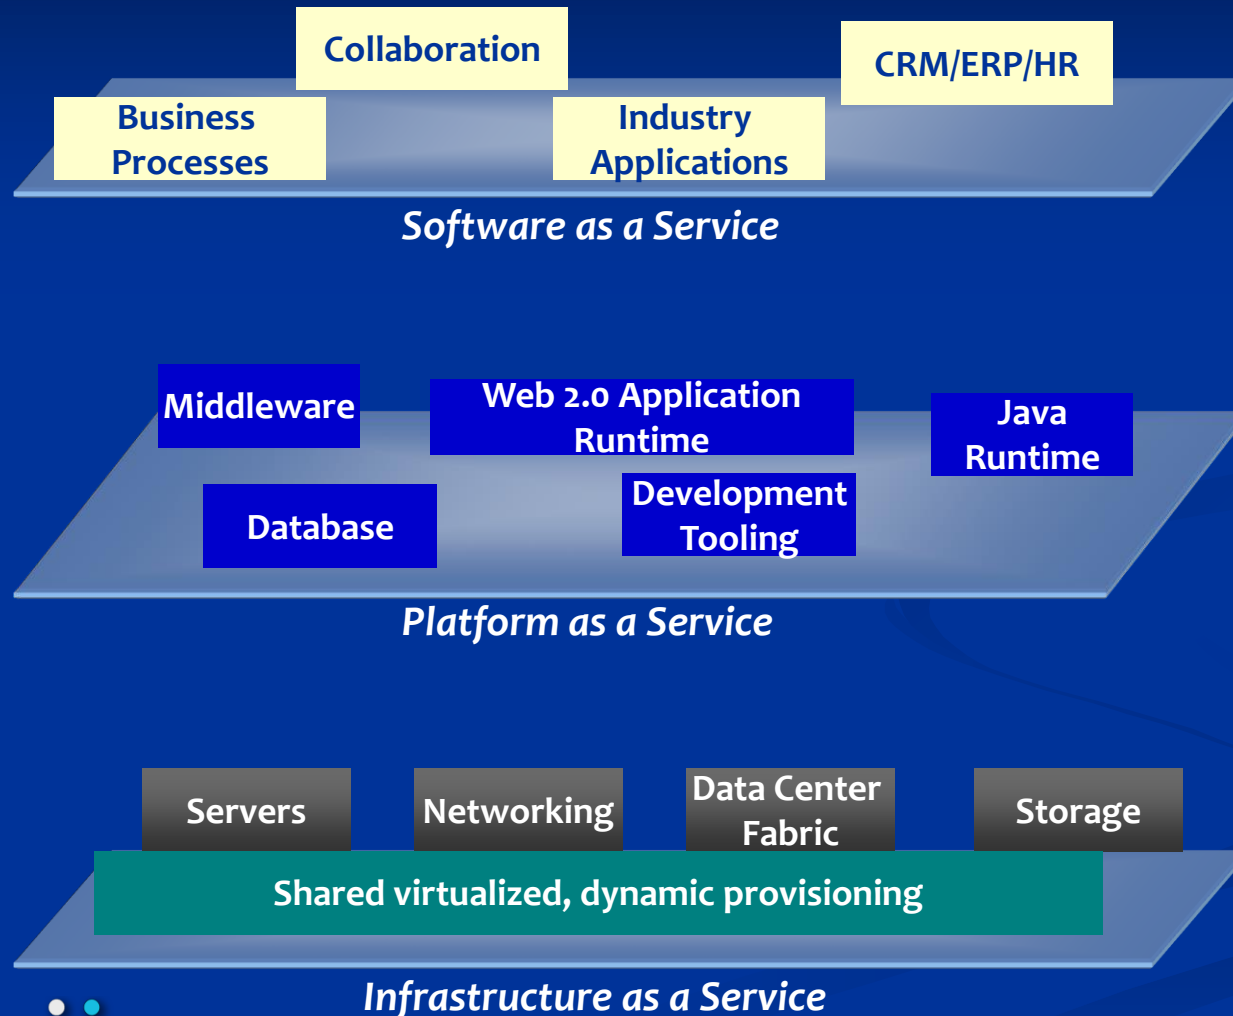 Collaboration
CRM/ERP/HR
Business
Processes
Industry
Applications
Software as a Service
Middleware
Web 2.0 Application
Runtime
Java
Runtime
Database
Development
Tooling
Platform as a Service
Servers
Networking
Data Center
Fabric
Storage
Shared virtualized, dynamic provisioning
Infrastructure as a Service